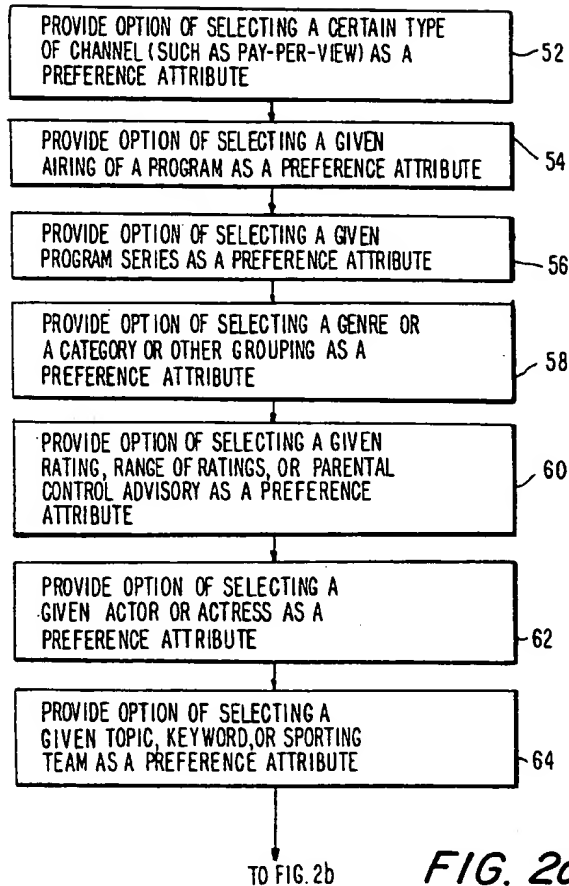 PROVIDE OPTION OF SELECTING A CERTAIN TYPE
OF CHANNEL (SUCH AS PAY-PER-VIEW) AS A
PREFERENCE ATTRIBUTE
52
PROVIDE OPTION OF SELECTING A GIVEN
AIRING OF A PROGRAM AS A PREFERENCE ATTRIBUTE
54
PROVIDE OPTION OF SELECTING A GIVEN
PROGRAM SERIES AS A PREFERENCE ATTRIBUTE
56
PROVIDE OPTION OF SELECTING A GENRE OR
A CATEGORY OR OTHER GROUPING AS A
PREFERENCE ATTRIBUTE
58
PROVIDE OPTION OF SELECTING A GIVEN
RATING, RANGE OF RATINGS, OR PARENTAL
CONTROL ADVISORY AS A PREFERENCE
ATTRIBUTE
60
PROVIDE OPTION OF SELECTING A
GIVEN ACTOR OR ACTRESS AS A
PREFERENCE ATTRIBUTE
62
PROVIDE OPTION OF SELECTING A
GIVEN TOPIC, KEYWORD, OR SPORTING
TEAM AS A PREFERENCE ATTRIBUTE
64
TO FIG. 2b
FIG. 2a